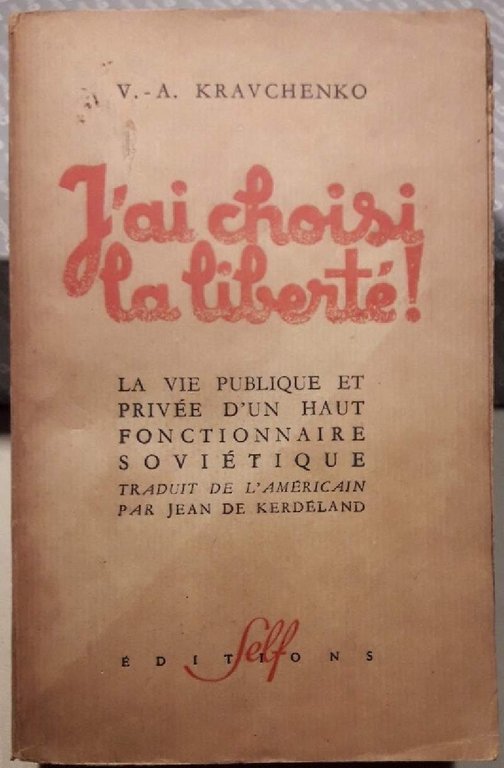 V.-A. KRAVCHENKO
J'ai choisi
la liberté!
LA VIE PUBLIQUE ET
PRIVÉE D'UN HAUT
FONCTIONNAIRE
SOVIÉTIQUE
TRADUIT DE L'AMÉRICAIN
PAR JEAN DE KERDÉLAND
ÉDITIONS Self